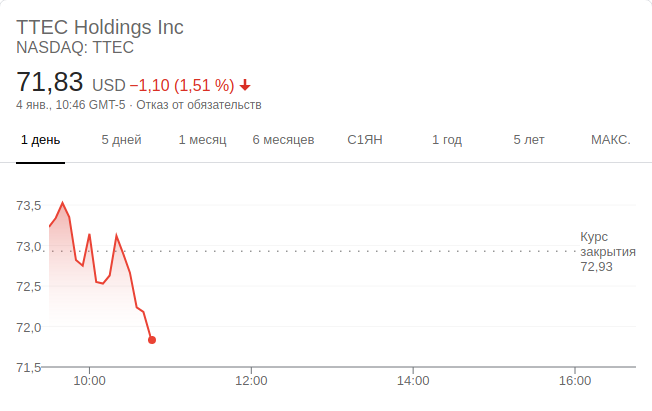 TTEC Holdings Inc
NASDAQ: TTEC
71,83 USD −1,10 (1,51 %)
4 янв., 10:46 GMT-5 · Отказ от обязательств
1 день 5 дней 1 месяц 6 месяцев С1ЯН 1 год 5 лет МАКС.
73,5
73,0
72,5
72,0
71,5
Курс
закрытия
72,93
10:00 12:00 14:00 16:00